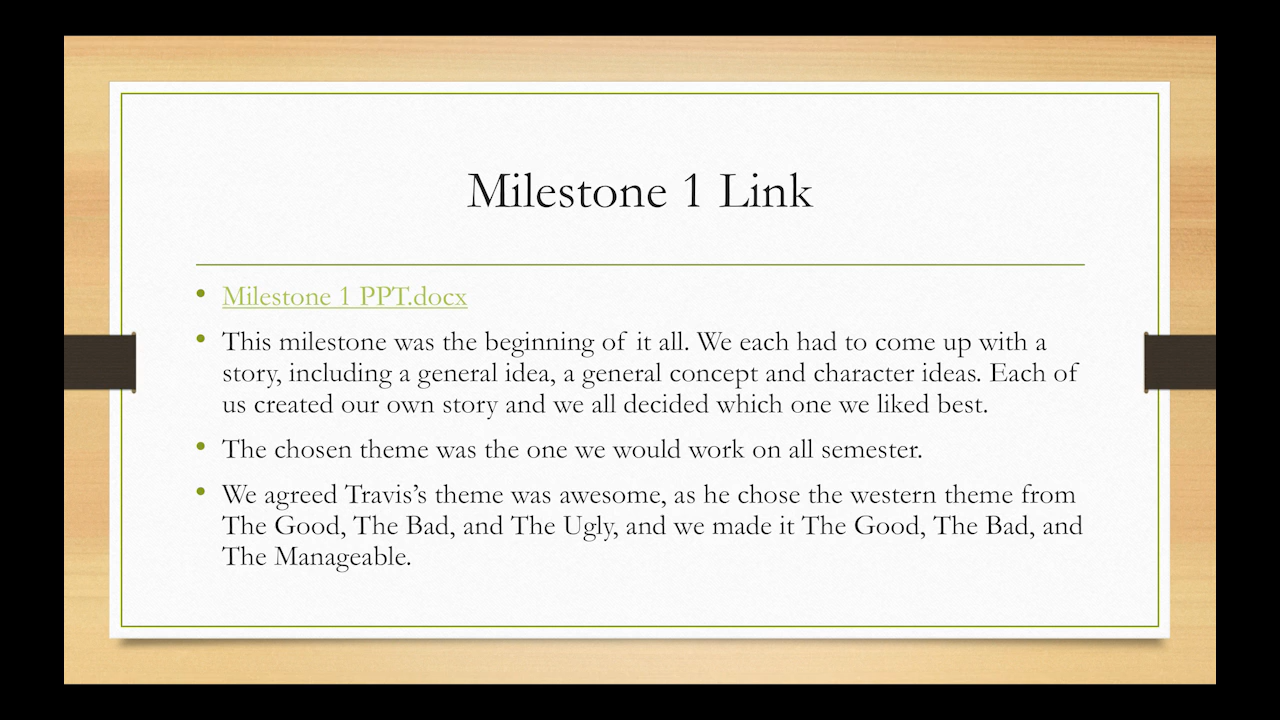 Milestone 1 Link
• Milestone 1 PPT.docx
• This milestone was the beginning of it all. We each had to come up with a
story, including a general idea, a general concept and character ideas. Each of
us created our own story and we all decided which one we liked best.
• The chosen theme was the one we would work on all semester.
• We agreed Travis’s theme was awesome, as he chose the western theme from
The Good, The Bad, and The Ugly, and we made it The Good, The Bad, and
The Manageable.